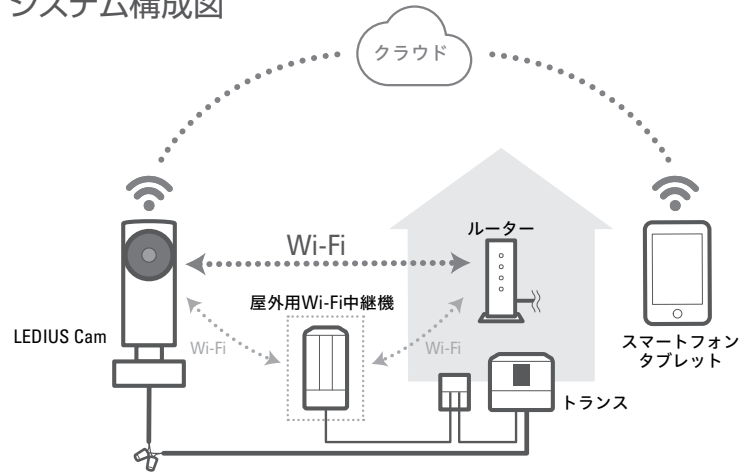 システム構成図
クラウド
Wi-Fi
ルーター
屋外用Wi-Fi中継機
LEDIUS Cam
Wi-Fi
Wi-Fi
スマートフォン
タブレット
トランス